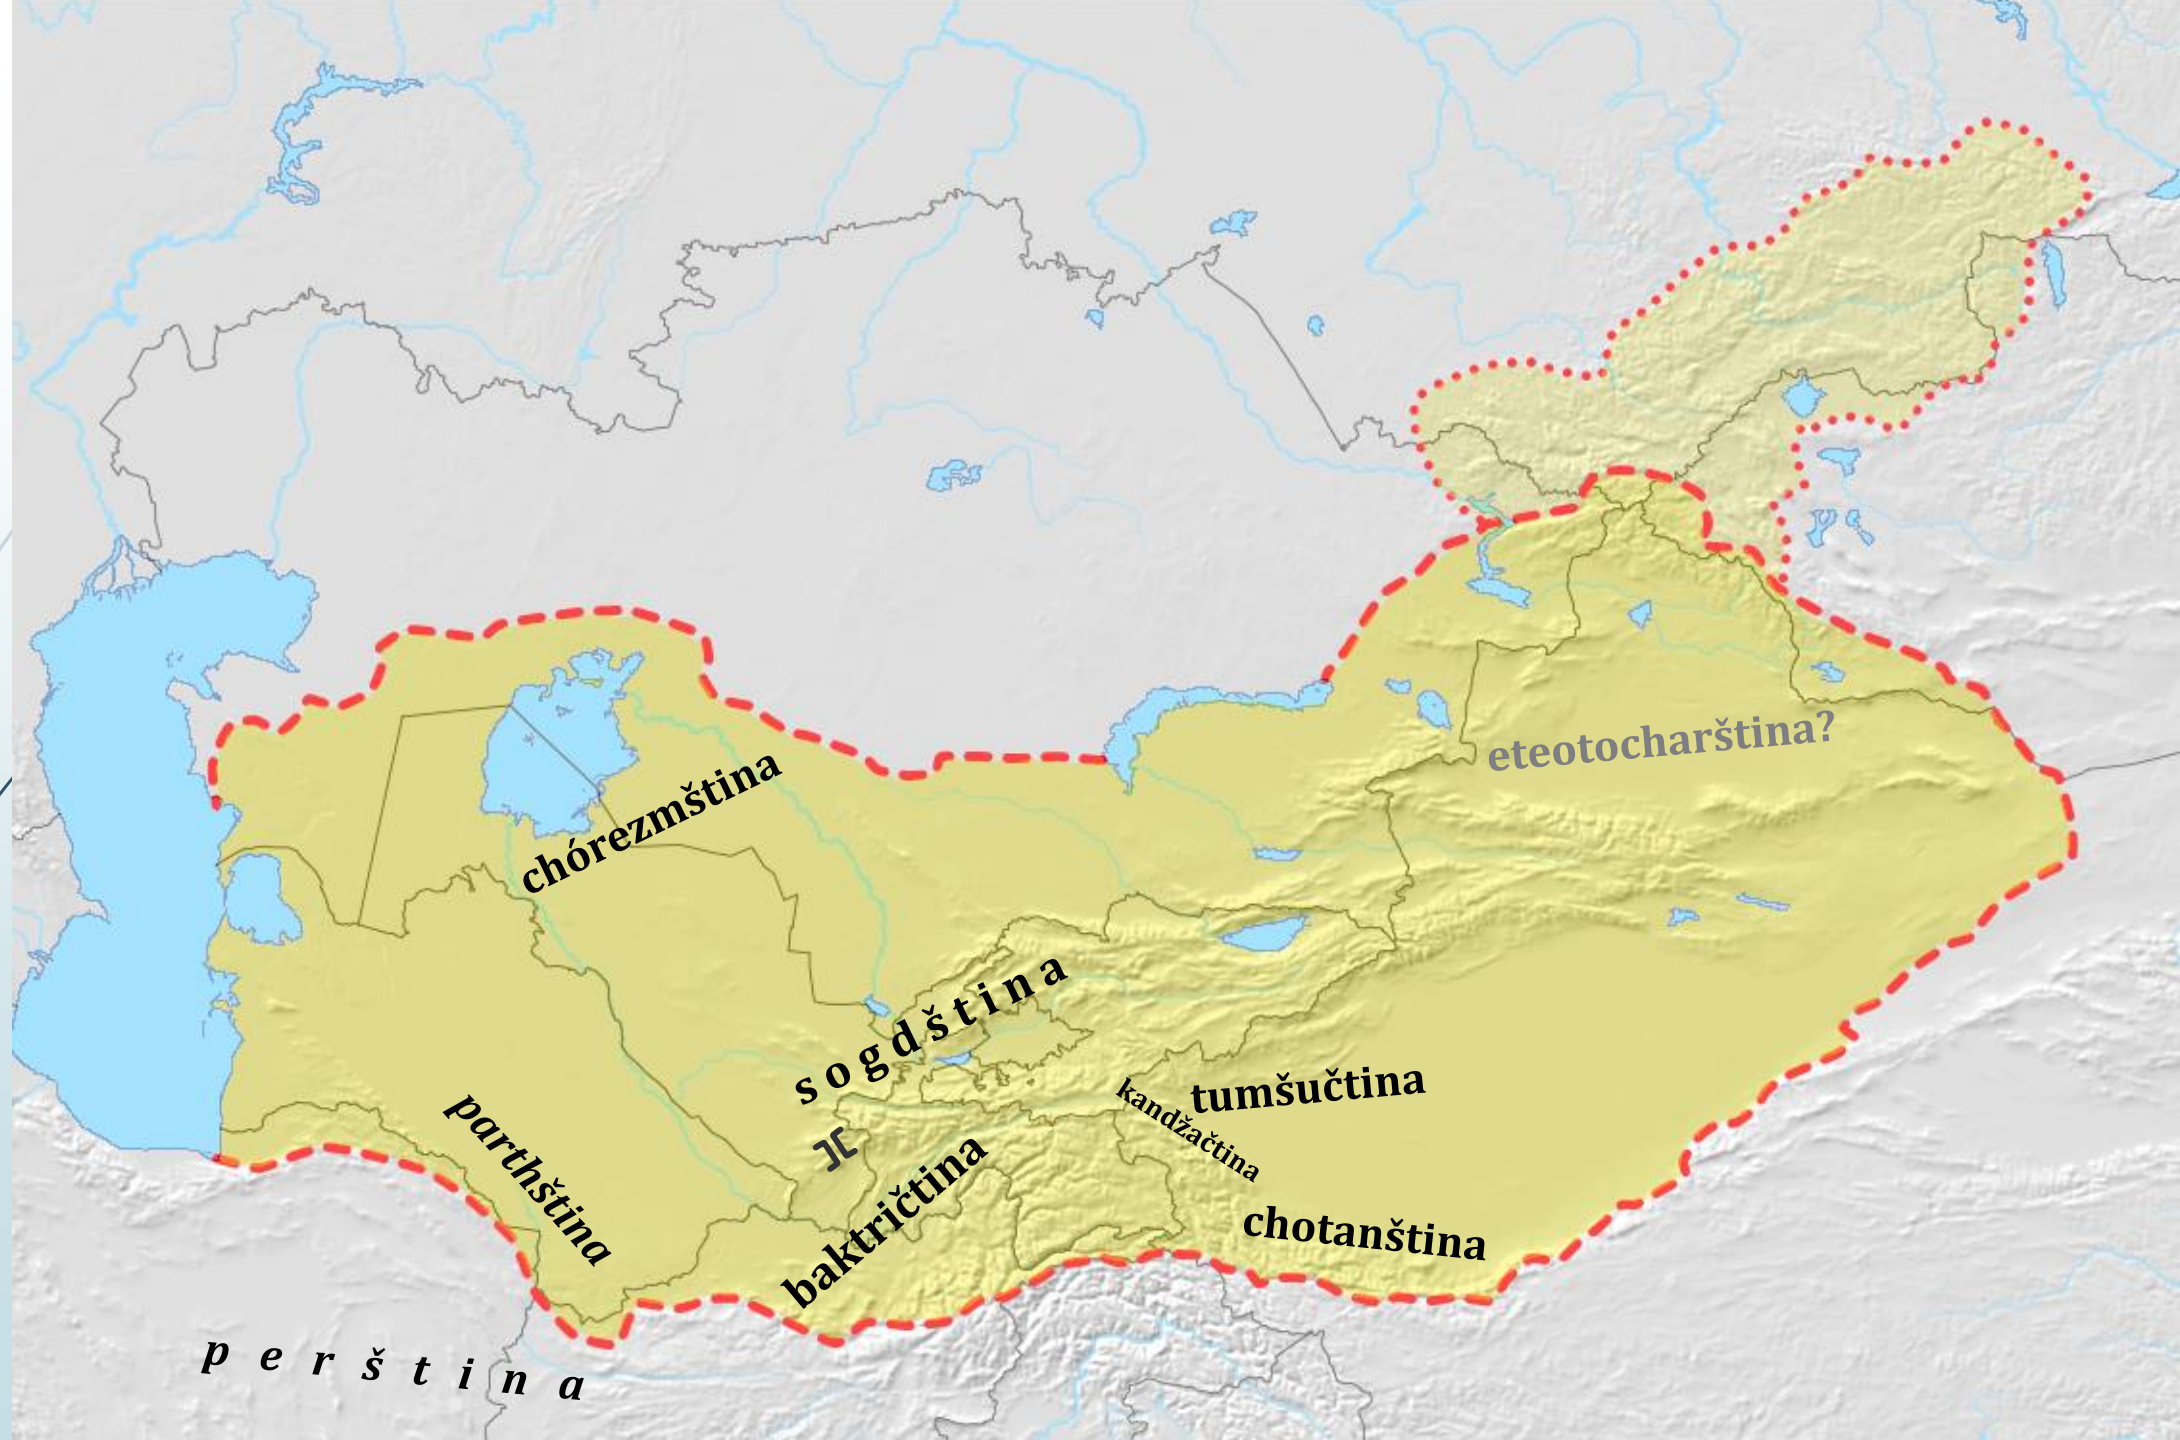 eteotocharština?
chórezmština
sogdština
tumšučtina
kandžačtina
parthština
baktričtina
chotanština
perština